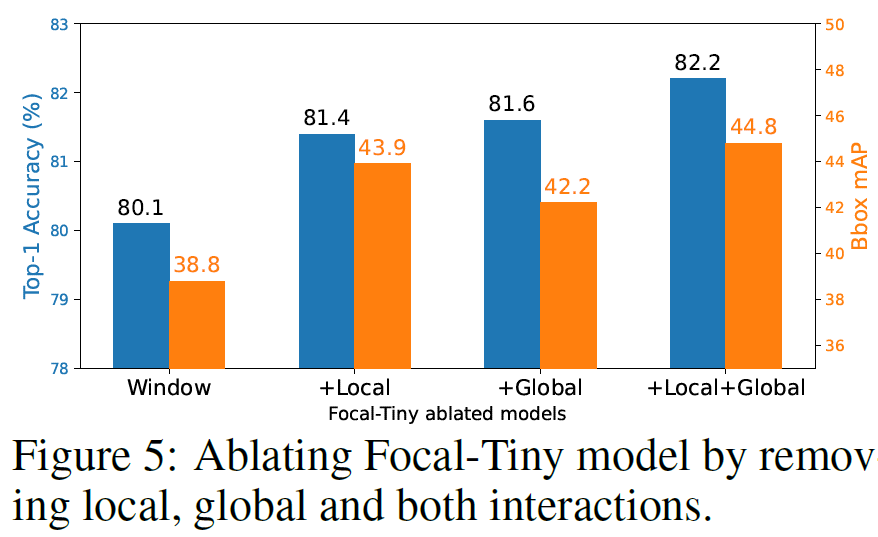 83
82
81
80
79
78
Top-1 Accuracy (%)
50
48
46
44
42
40
38
36
Bbox mAP
80.1
38.8
81.4
43.9
81.6
42.2
82.2
44.8
Window
+Local
+Global
+Local+Global
Focal-Tiny ablated models
Figure 5: Ablating Focal-Tiny model by remov
ing local, global and both interactions.